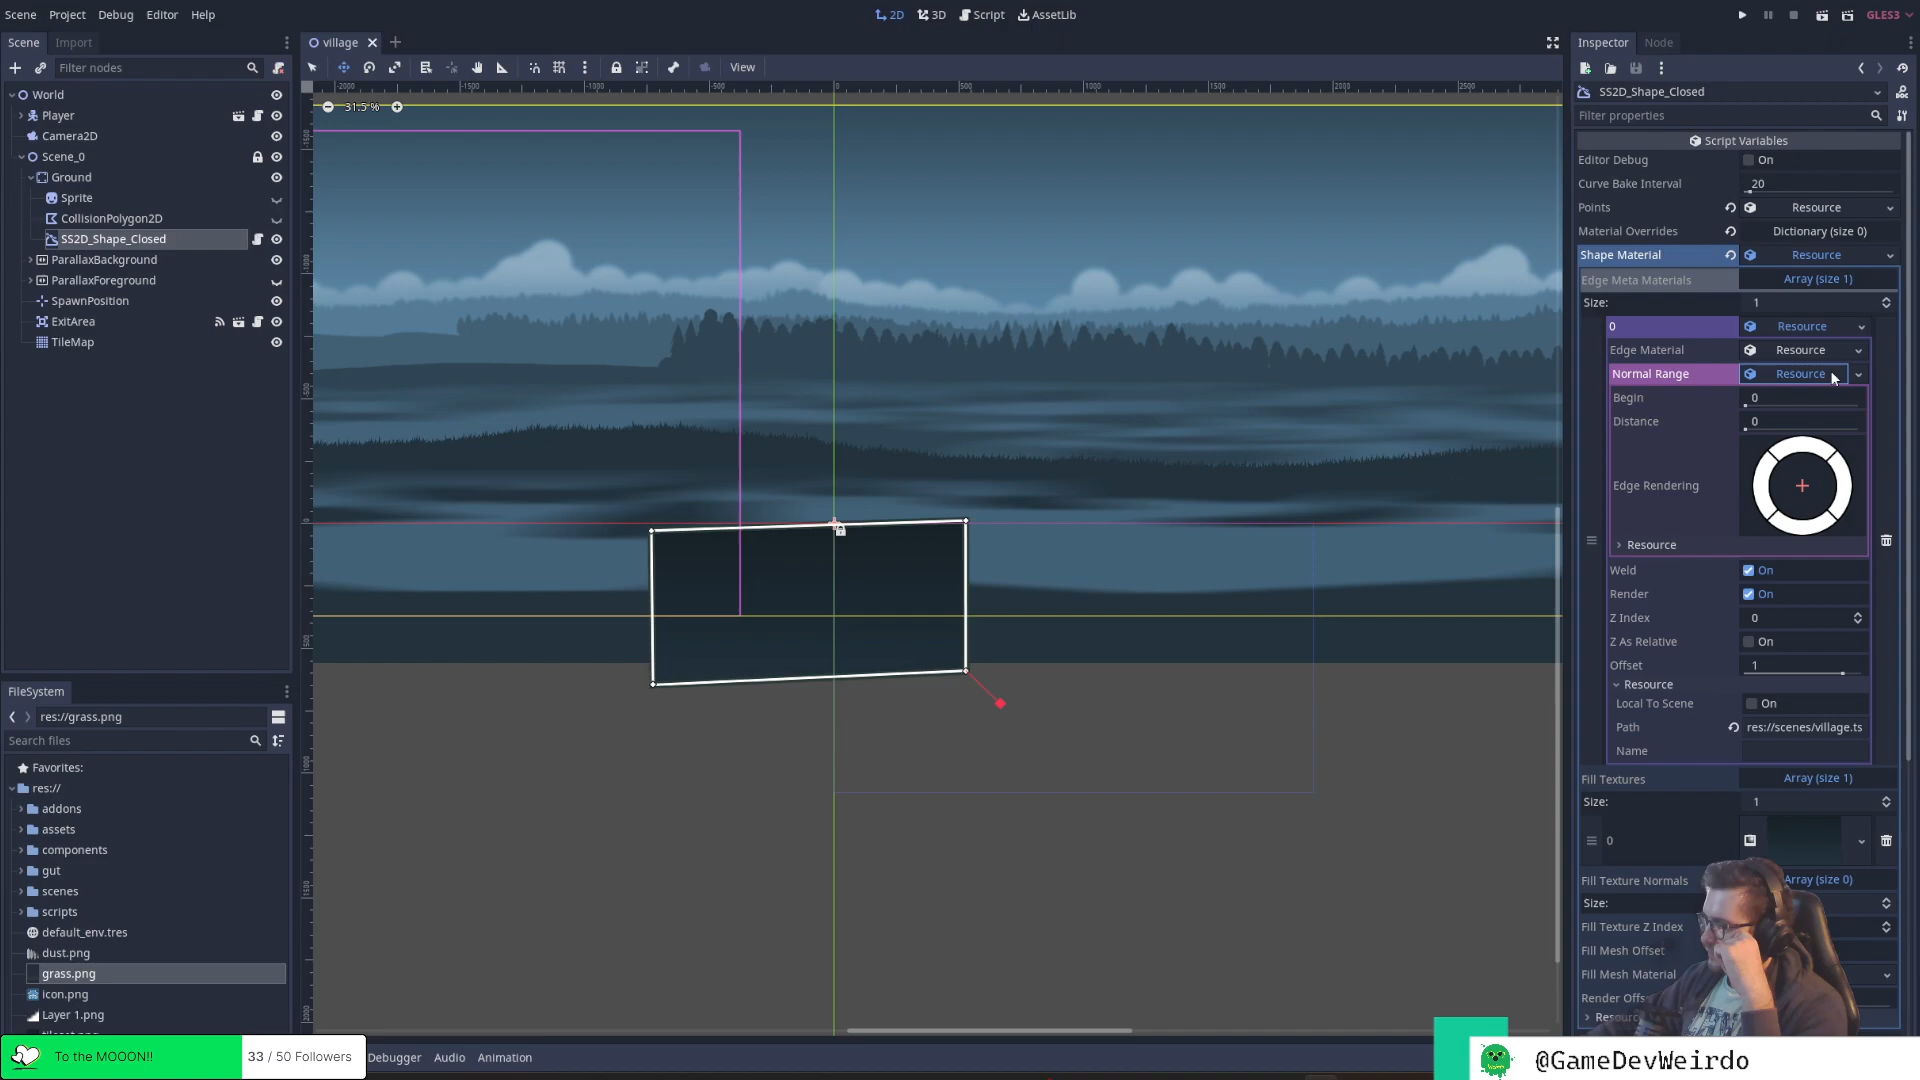 Scene Project Debug Editor Help
2D 3D Script AssetLib
GLES3
Scene Import
village
Inspector Node
Filter nodes
View
World
SS2D_Shape_Closed
Player
31.5 %
Filter properties
Camera2D
Script Variables
Scene_0
Editor Debug On
Ground
Curve Bake Interval 20
Sprite
Points Resource
CollisionPolygon2D
Material Overrides Dictionary (size 0)
SS2D_Shape_Closed
Shape Material Resource
ParallaxBackground
Edge Meta Materials Array (size 1)
ParallaxForeground
Size: 1
SpawnPosition
0 Resource
ExitArea
Edge Material Resource
TileMap
Normal Range Resource
Begin 0
Distance 0
Edge Rendering
Resource
Weld On
Render On
Z Index 0
Z As Relative On
Offset 1
Resource
Local To Scene On
Path res://scenes/village.ts
Name
FileSystem
res://grass.png
Search files
Favorites:
res://
addons
assets
components
gut
scenes
scripts
default_env.tres
dust.png
grass.png
icon.png
Layer 1.png
Fill Textures Array (size 1)
Size: 1
0
Fill Texture Normals Array (size 0)
Size:
Fill Texture Z Index
Fill Mesh Offset
Fill Mesh Material
Render Offs
Resour
To the MOOON!! 33 / 50 Followers
Debugger Audio Animation
@GameDevWeirdo